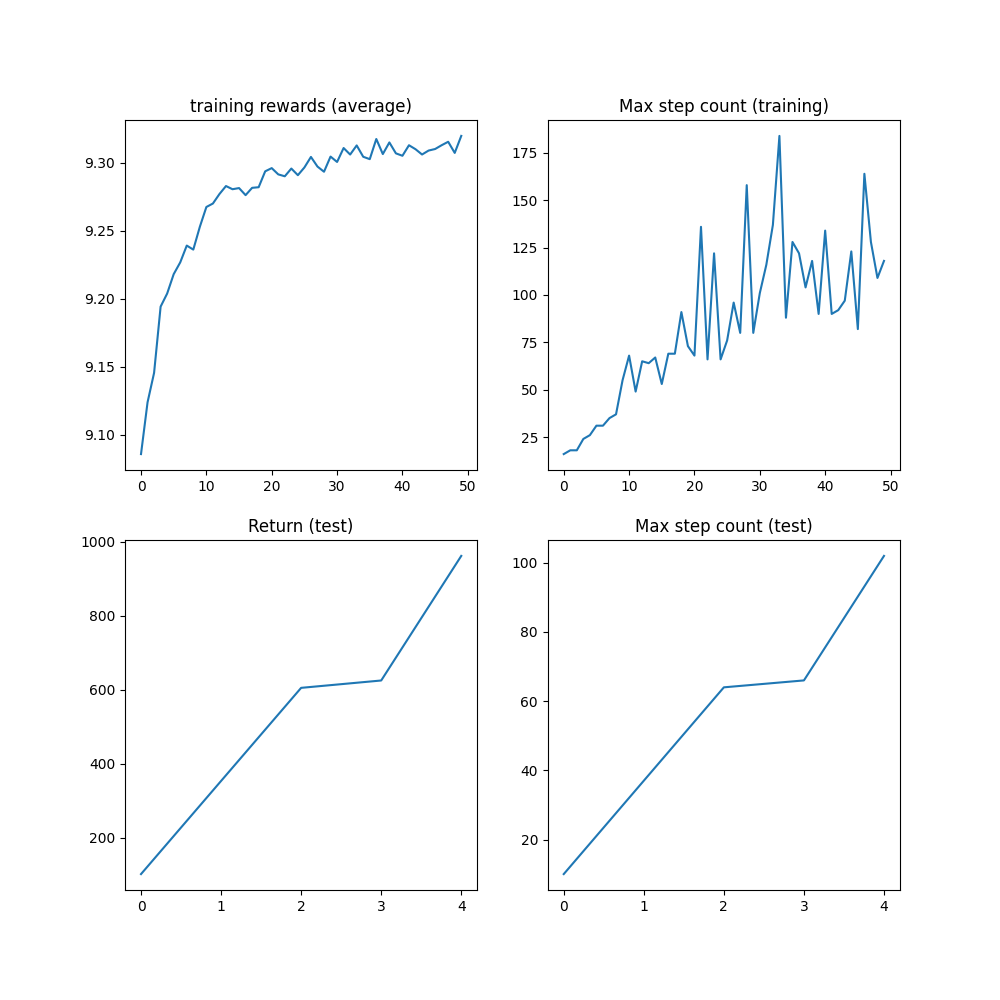 training rewards (average)
9.30
9.25
9.20
9.15
9.10
0 10 20 30 40 50
Max step count (training)
175
150
125
100
75
50
25
0 10 20 30 40 50
Return (test)
1000
800
600
400
200
0 1 2 3 4
Max step count (test)
100
80
60
40
20
0 1 2 3 4